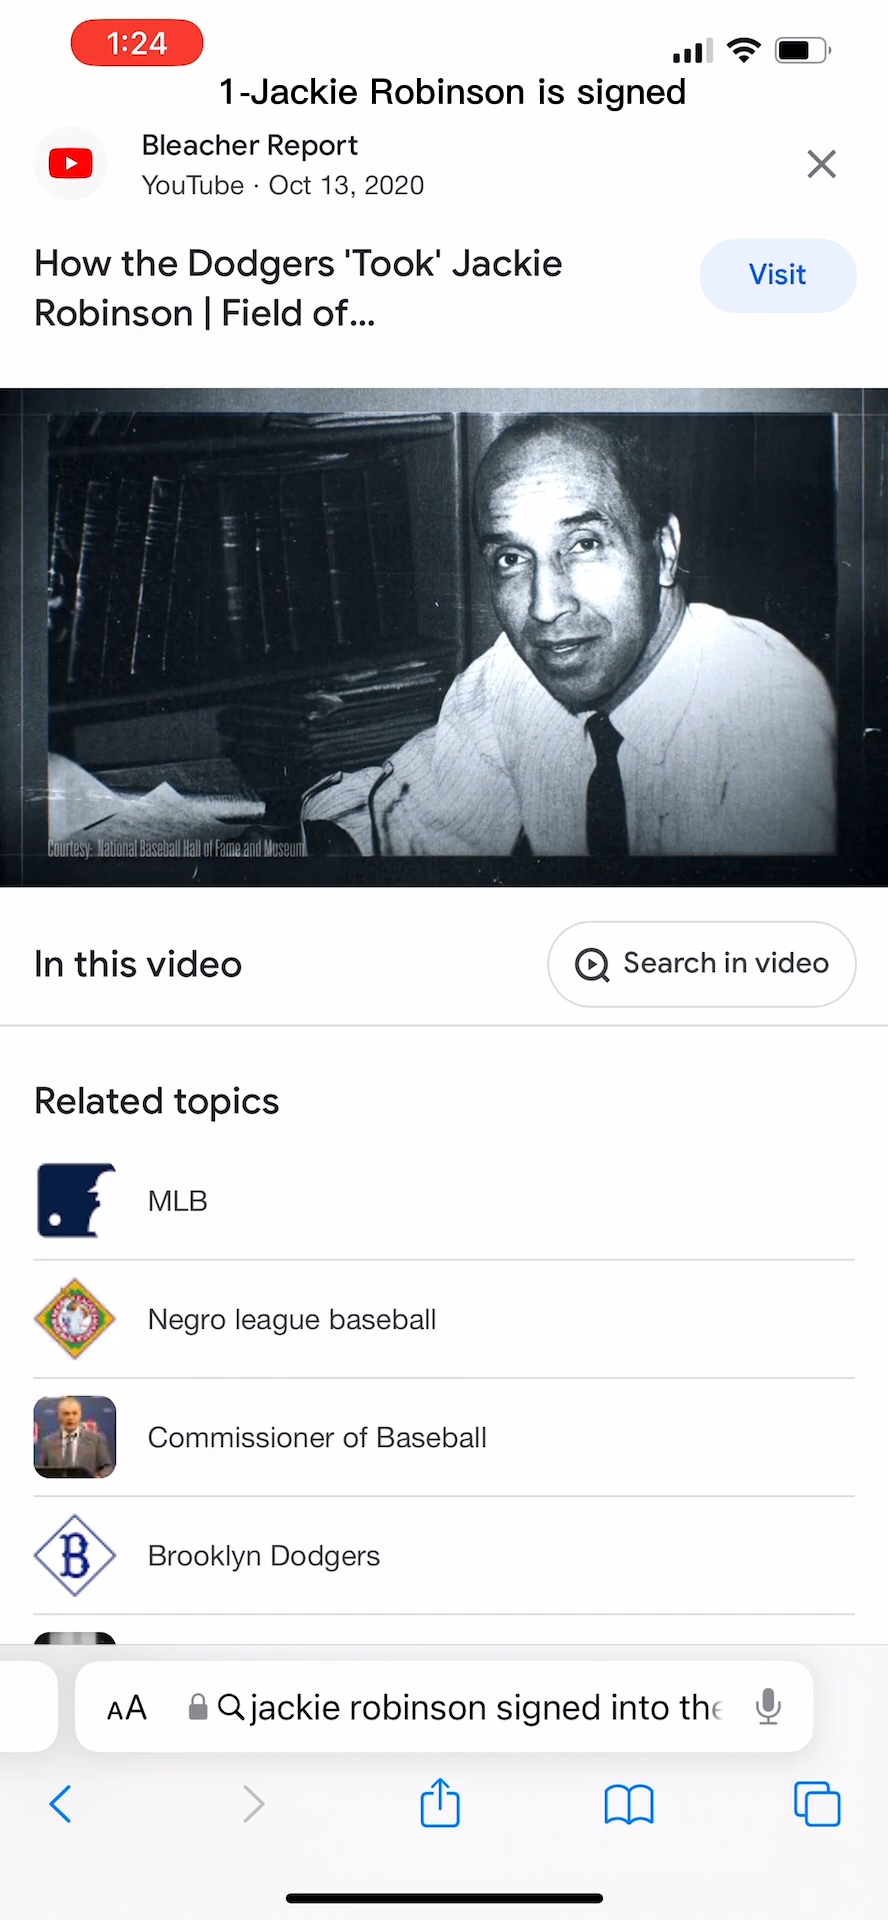 1:24
1-Jackie Robinson is signed
Bleacher Report
YouTube · Oct 13, 2020
How the Dodgers 'Took' Jackie
Robinson | Field of...
Visit
Courtesy: National Baseball Hall of Fame and Museum
In this video
Search in video
Related topics
MLB
Negro league baseball
Commissioner of Baseball
B
Brooklyn Dodgers
AA
jackie robinson signed into the